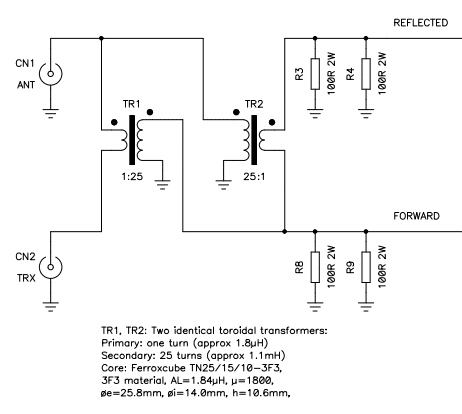 REFLECTED
CN1
ANT
R3
100R 2W
R4
100R 2W
TR1
TR2
1:25
25:1
FORWARD
CN2
TRX
R8
100R 2W
R9
100R 2W
TR1, TR2: Two identical toroidal transformers:
Primary: one turn (approx 1.8µH)
Secondary: 25 turns (approx 1.1mH)
Core: Ferroxcube TN25/15/10-3F3,
3F3 material, AL=1.84µH, µ=1800,
øe=25.8mm, øi=14.0mm, h=10.6mm,